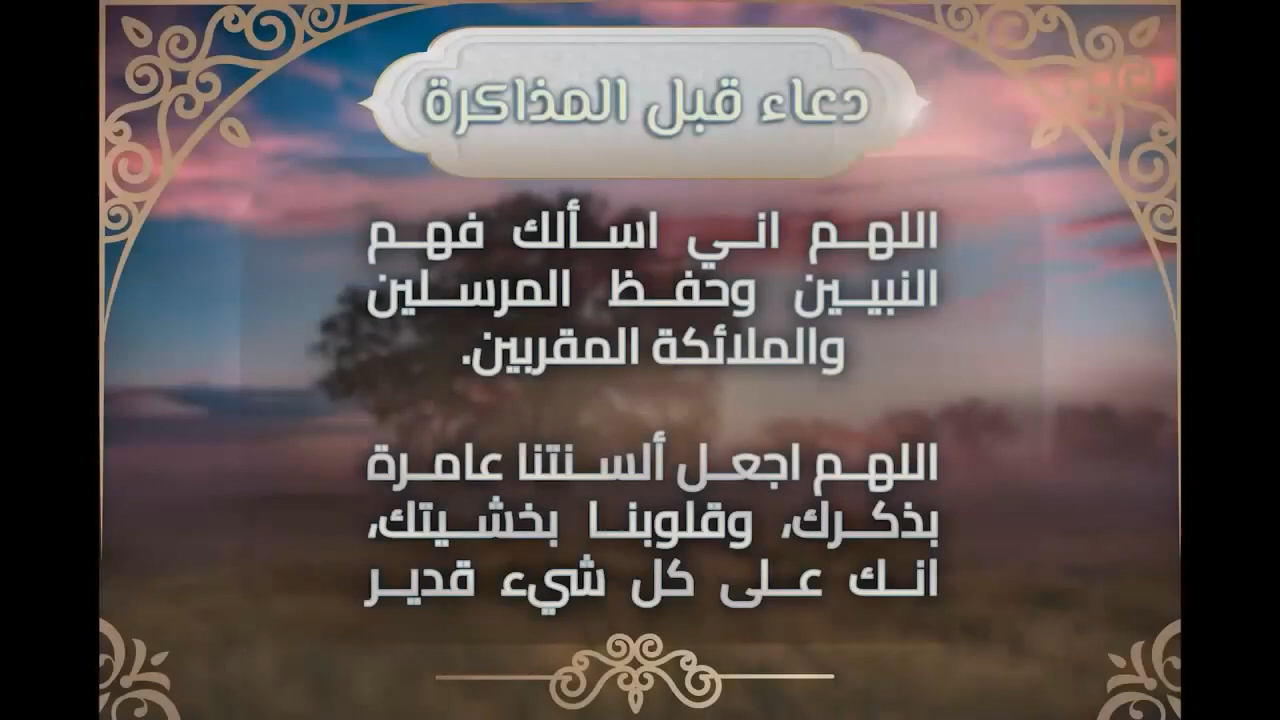 دعاء قبل المذاكرة
اللهم اني اسألك فهم
النبيين وحفظ المرسلين
والملائكة المقربين.
اللهم اجعل ألسنتنا عامرة
بذكرك، وقلوبنا بخشيتك،
انك على كل شيء قدير